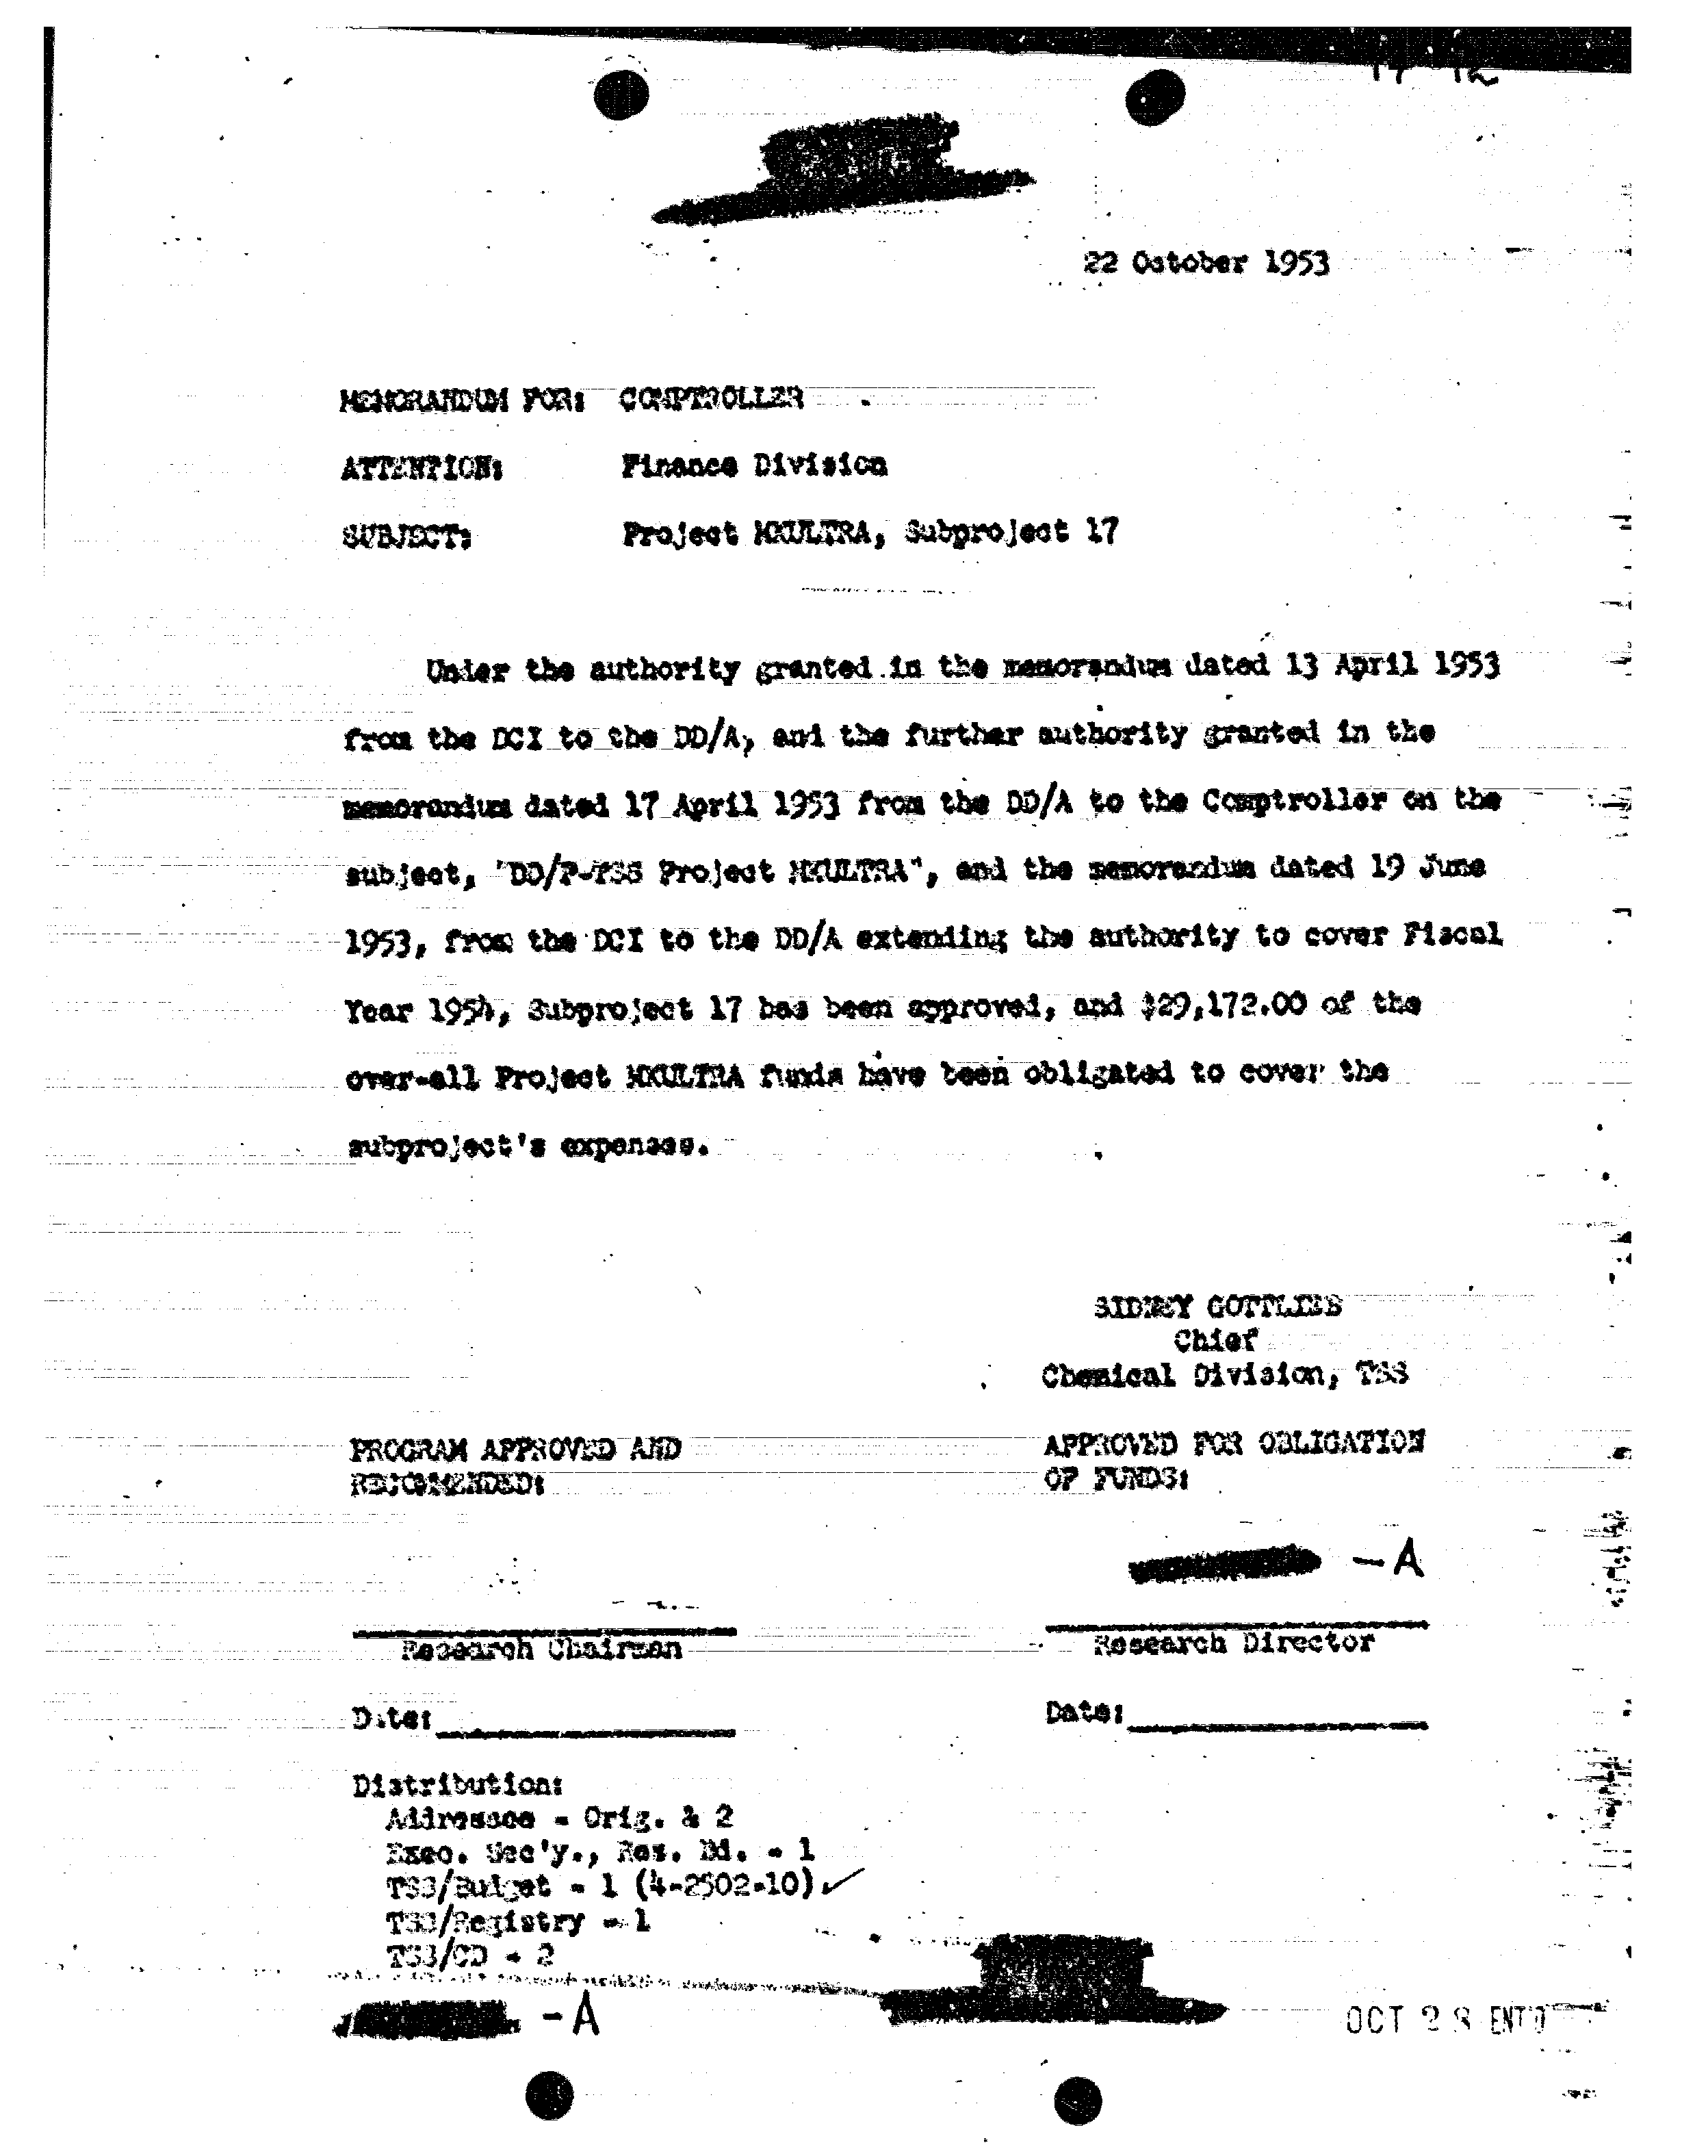 22 October 1953
MEMORANDUM FOR: COMPTROLLER
ATTENTION: Finance Division
SUBJECT: Project MKULTRA, Subproject 17
Under the authority granted in the memorandum dated 13 April 1953
from the DCI to the DD/A, and the further authority granted in the
memorandum dated 17 April 1953 from the DD/A to the Comptroller on the
subject, "DD/P-TSS Project MKULTRA", and the memorandum dated 19 June
1953, from the DCI to the DD/A extending the authority to cover Fiscal
Year 1954, Subproject 17 has been approved, and $29,172.00 of the
over-all Project MKULTRA funds have been obligated to cover the
subproject's expenses.
SIDNEY GOTTLIEB
Chief
Chemical Division, TSS
PROGRAM APPROVED AND RECOMMENDED:
APPROVED FOR OBLIGATION OF FUNDS:
- A
Research Chairman
Research Director
Date:
Date:
Distribution:
Addressee - Orig. & 2
Exec. Sec'y., Res. Bd. - 1
TSS/Budget - 1 (4-2502-10)
TSS/Registry - 1
TSS/CD - 2
- A
OCT 28 ENT'D